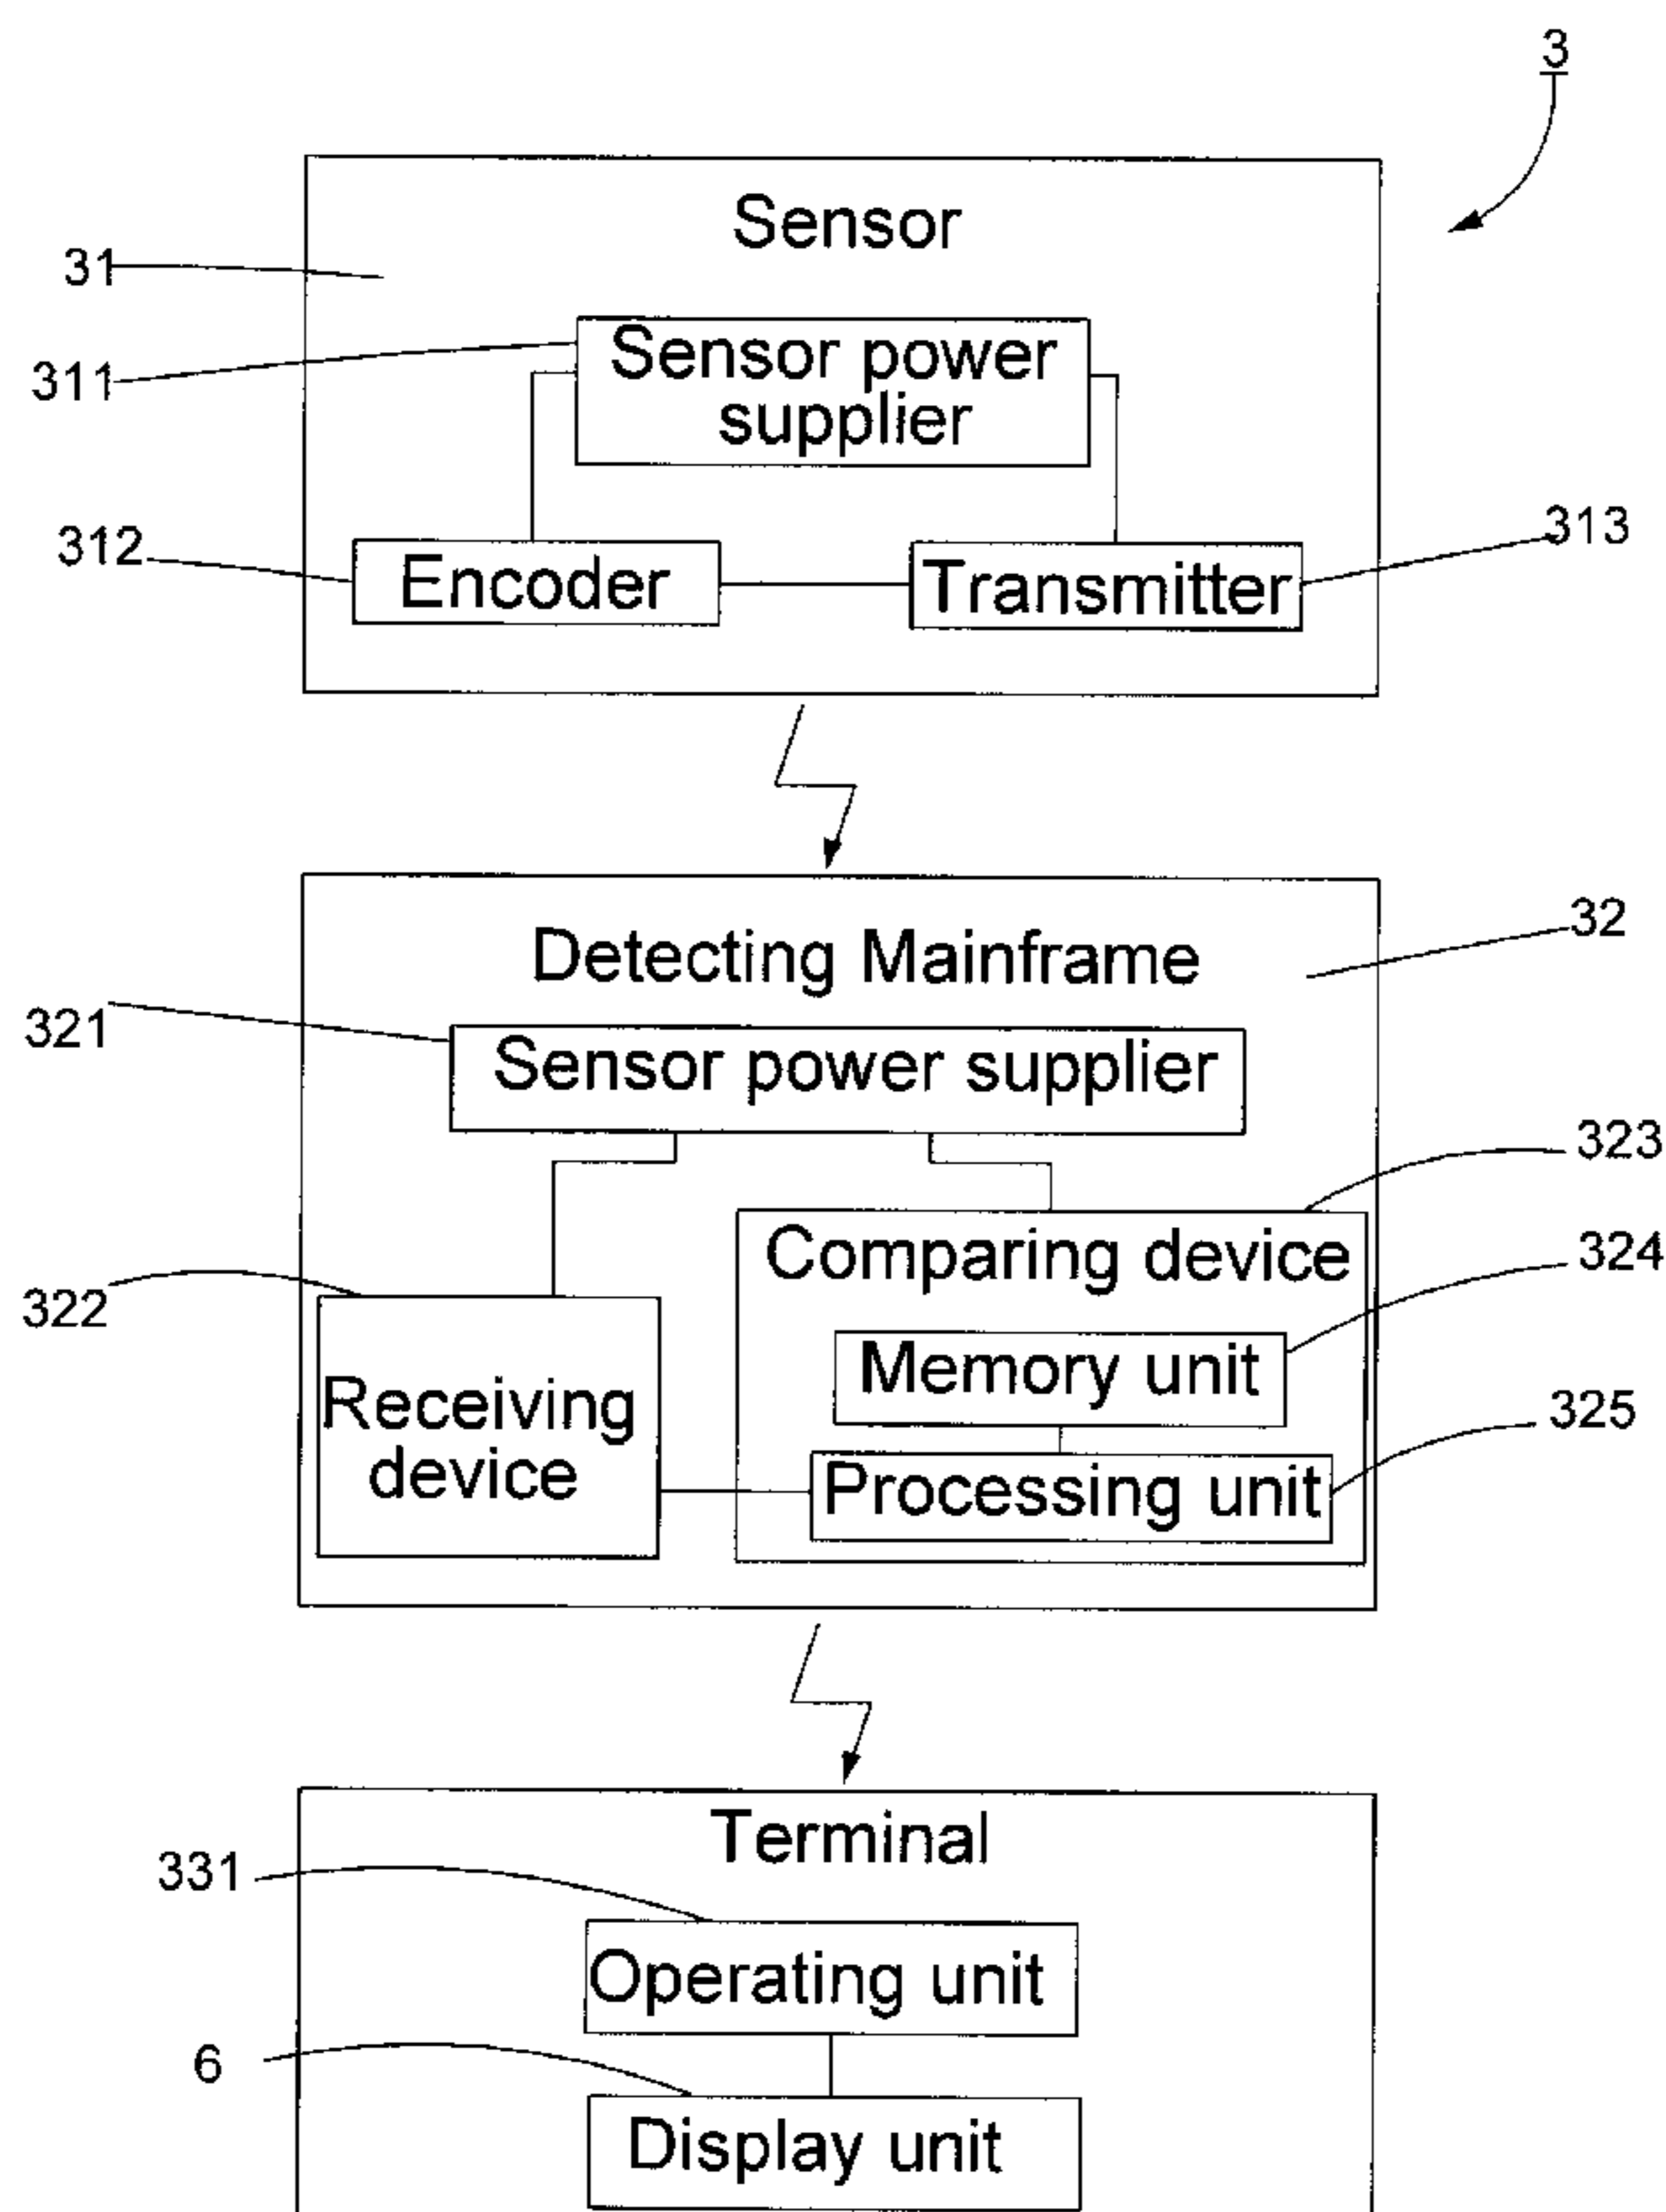 3
Sensor
31
311
Sensor power
supplier
312
Encoder
Transmitter
313
Detecting Mainframe
32
321
Sensor power supplier
323
Comparing device
324
322
Memory unit
Receiving
device
325
Processing unit
Terminal
331
Operating unit
6
Display unit